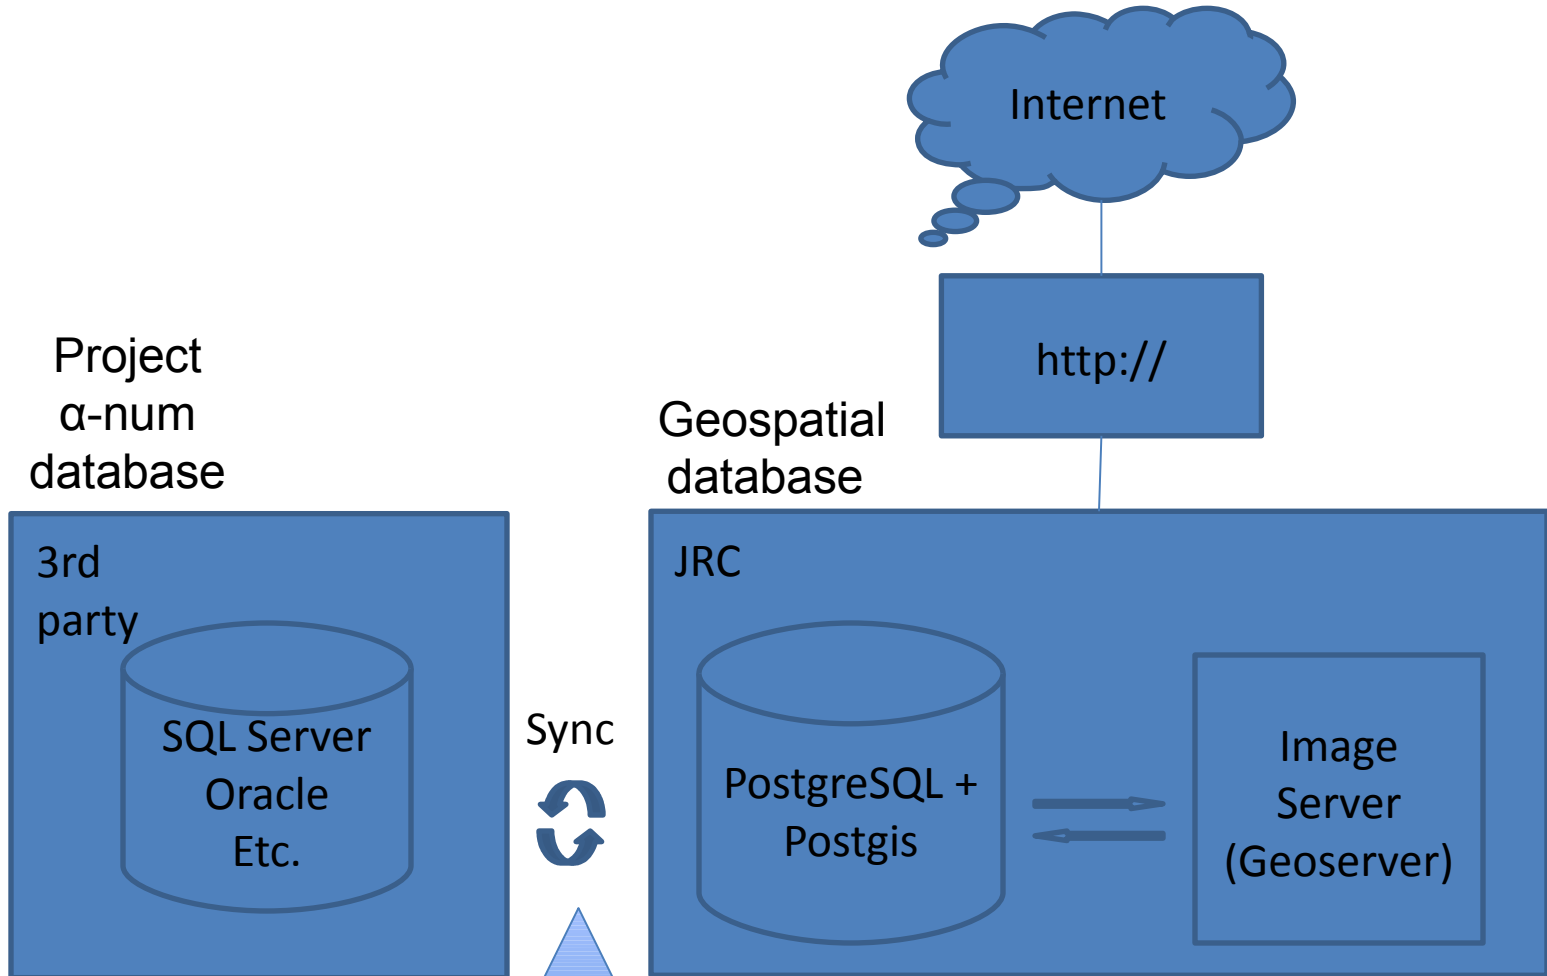 Internet
http://
Project
α-num
database
Geospatial
database
3rd
party
SQL Server
Oracle
Etc.
Sync
JRC
PostgreSQL +
Postgis
Image
Server
(Geoserver)